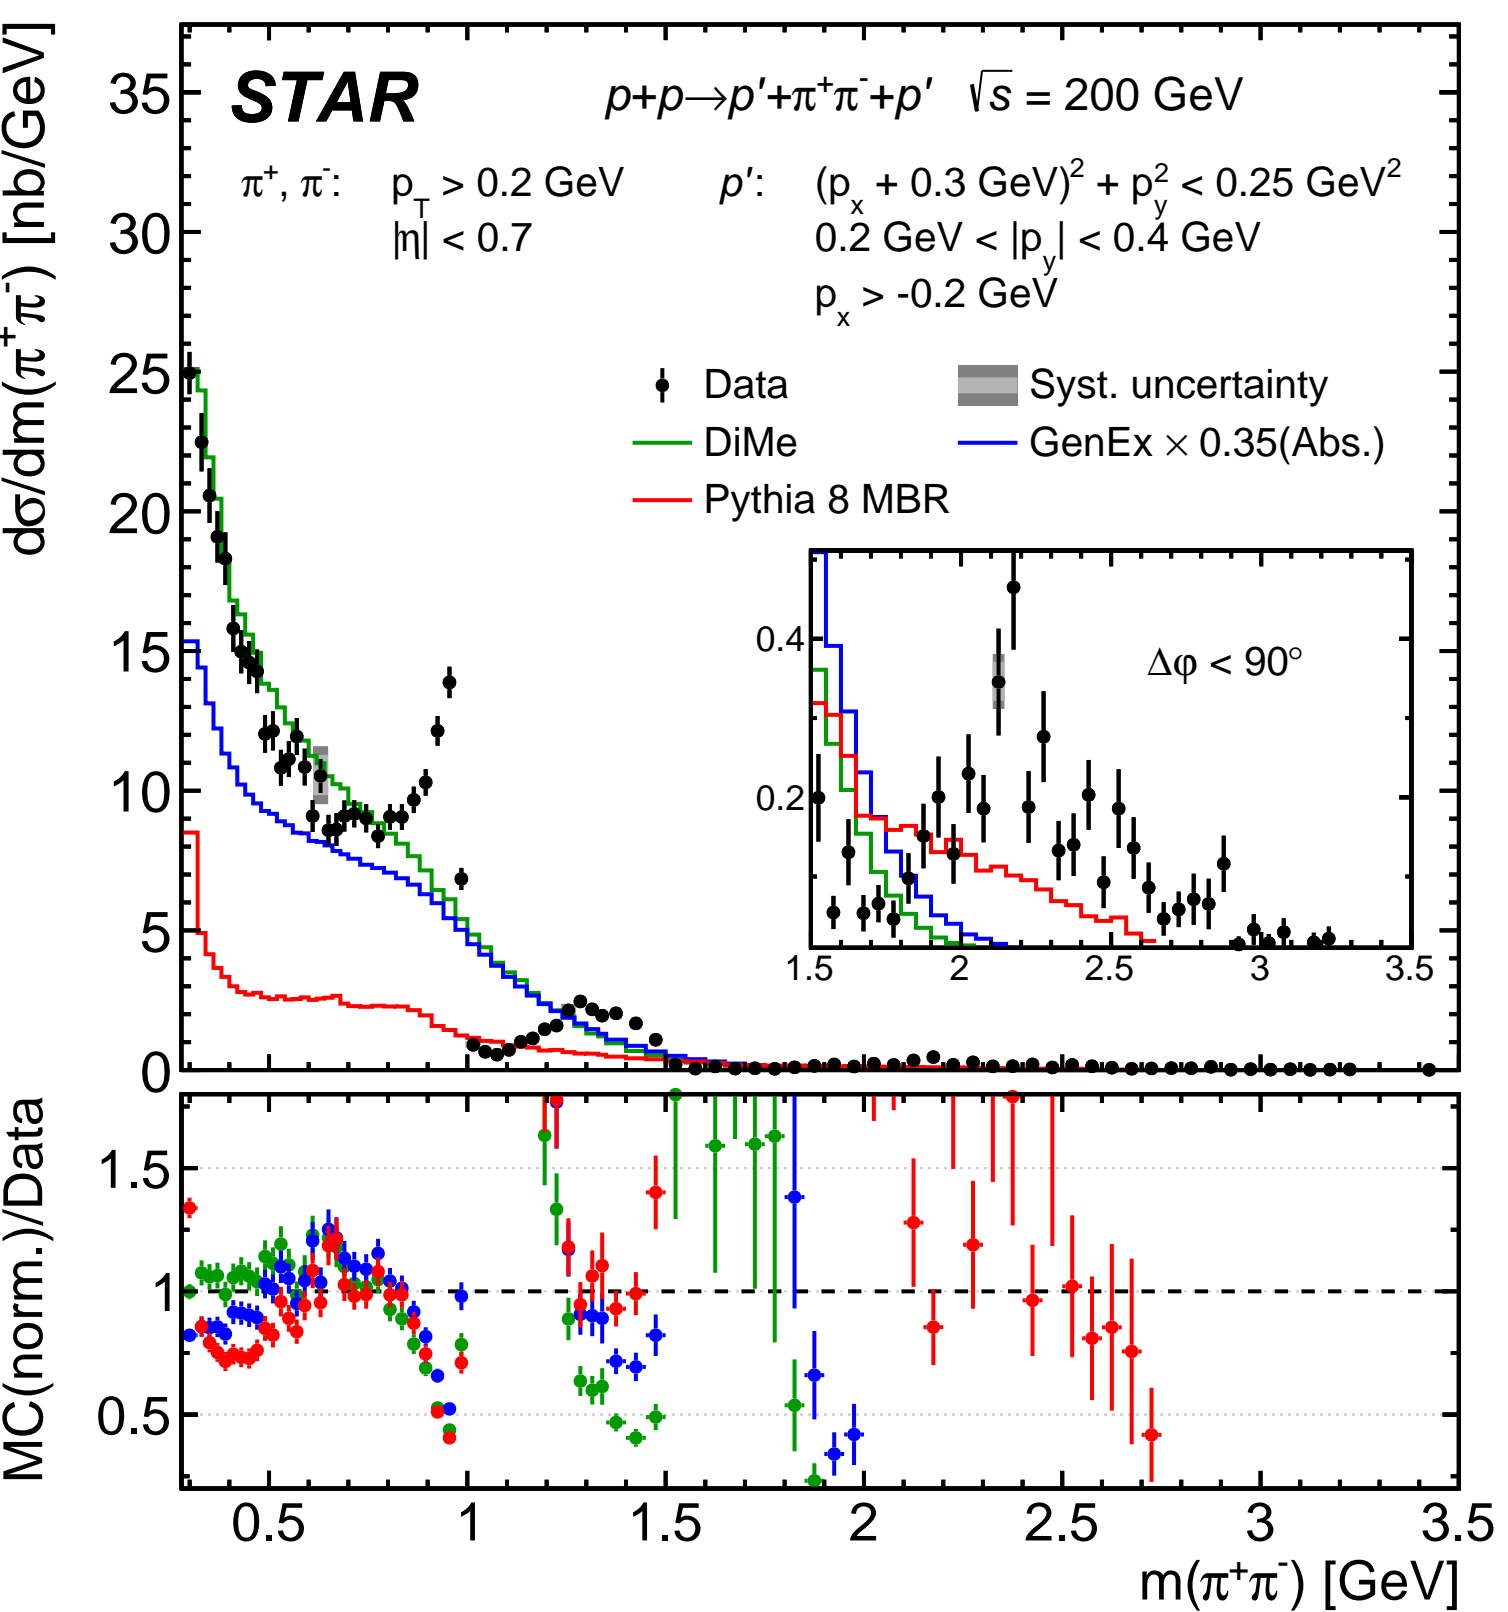 STAR
p+p→p′+π⁺π⁻+p′ √s = 200 GeV
π⁺, π⁻: p_T > 0.2 GeV p′: (p_x + 0.3 GeV)² + p_y² < 0.25 GeV²
|η| < 0.7 0.2 GeV < |p_y| < 0.4 GeV
p_x > -0.2 GeV
Data Syst. uncertainty
DiMe GenEx × 0.35(Abs.)
Pythia 8 MBR
dσ/dm(π⁺π⁻) [nb/GeV]
35
30
25
20
15
10
5
0
Δφ < 90°
0.4
0.2
1.5 2 2.5 3 3.5
MC(norm.)/Data
1.5
1
0.5
0.5 1 1.5 2 2.5 3 3.5
m(π⁺π⁻) [GeV]